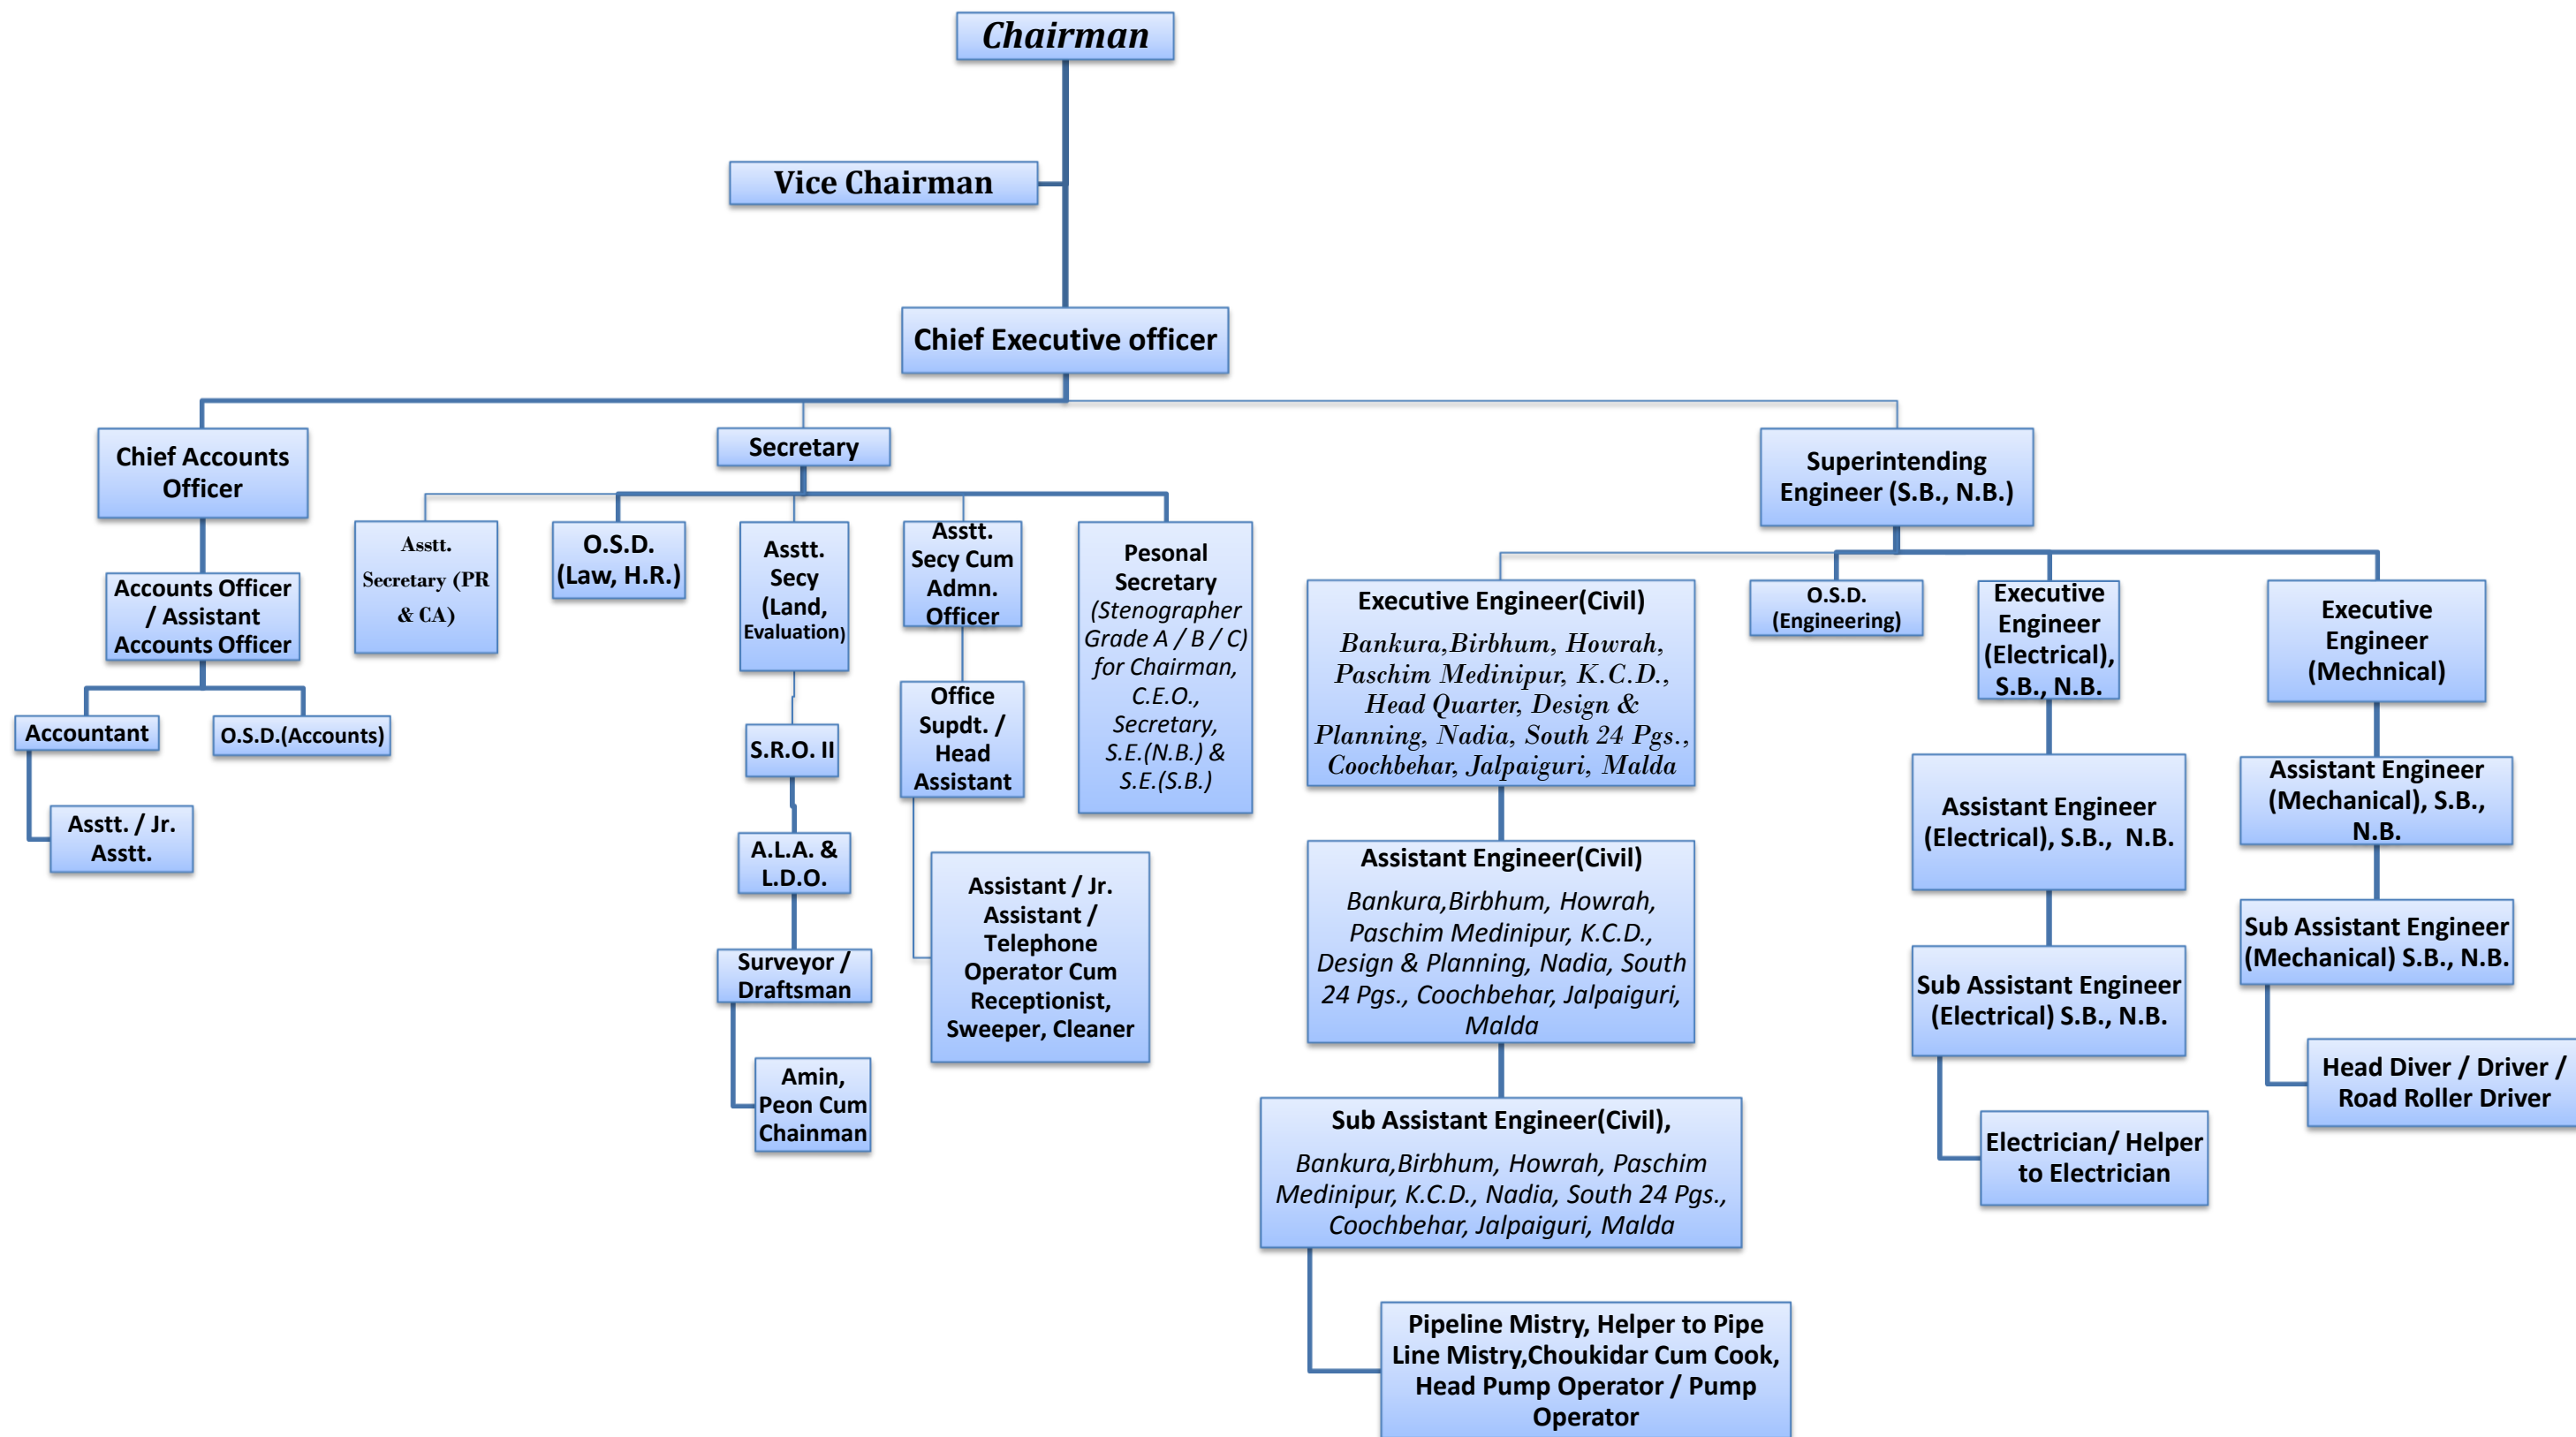 Chairman
Vice Chairman
Chief Executive officer
Chief Accounts
Officer
Accounts Officer
/ Assistant
Accounts Officer
Accountant
Asstt. / Jr.
Asstt.
O.S.D.(Accounts)
Secretary
Asstt.
Secretary (PR
& CA)
O.S.D.
(Law, H.R.)
Asstt.
Secy
(Land,
Evaluation)
S.R.O. II
A.L.A. &
L.D.O.
Surveyor /
Draftsman
Amin,
Peon Cum
Chainman
Asstt.
Secy Cum
Admn.
Officer
Office
Supdt. /
Head
Assistant
Assistant / Jr.
Assistant /
Telephone
Operator Cum
Receptionist,
Sweeper, Cleaner
Pesonal
Secretary
(Stenographer
Grade A / B / C)
for Chairman,
C.E.O.,
Secretary,
S.E.(N.B.) &
S.E.(S.B.)
Superintending
Engineer (S.B., N.B.)
Executive Engineer(Civil)
Bankura,Birbhum, Howrah,
Paschim Medinipur, K.C.D.,
Head Quarter, Design &
Planning, Nadia, South 24 Pgs.,
Coochbehar, Jalpaiguri, Malda
Assistant Engineer(Civil)
Bankura,Birbhum, Howrah,
Paschim Medinipur, K.C.D.,
Design & Planning, Nadia, South
24 Pgs., Coochbehar, Jalpaiguri,
Malda
Sub Assistant Engineer(Civil),
Bankura,Birbhum, Howrah, Paschim
Medinipur, K.C.D., Nadia, South 24 Pgs.,
Coochbehar, Jalpaiguri, Malda
Pipeline Mistry, Helper to Pipe
Line Mistry,Choukidar Cum Cook,
Head Pump Operator / Pump
Operator
O.S.D.
(Engineering)
Executive
Engineer
(Electrical),
S.B., N.B.
Assistant Engineer
(Electrical), S.B., N.B.
Sub Assistant Engineer
(Electrical) S.B., N.B.
Electrician/ Helper
to Electrician
Executive
Engineer
(Mechnical)
Assistant Engineer
(Mechanical), S.B.,
N.B.
Sub Assistant Engineer
(Mechanical) S.B., N.B.
Head Diver / Driver /
Road Roller Driver